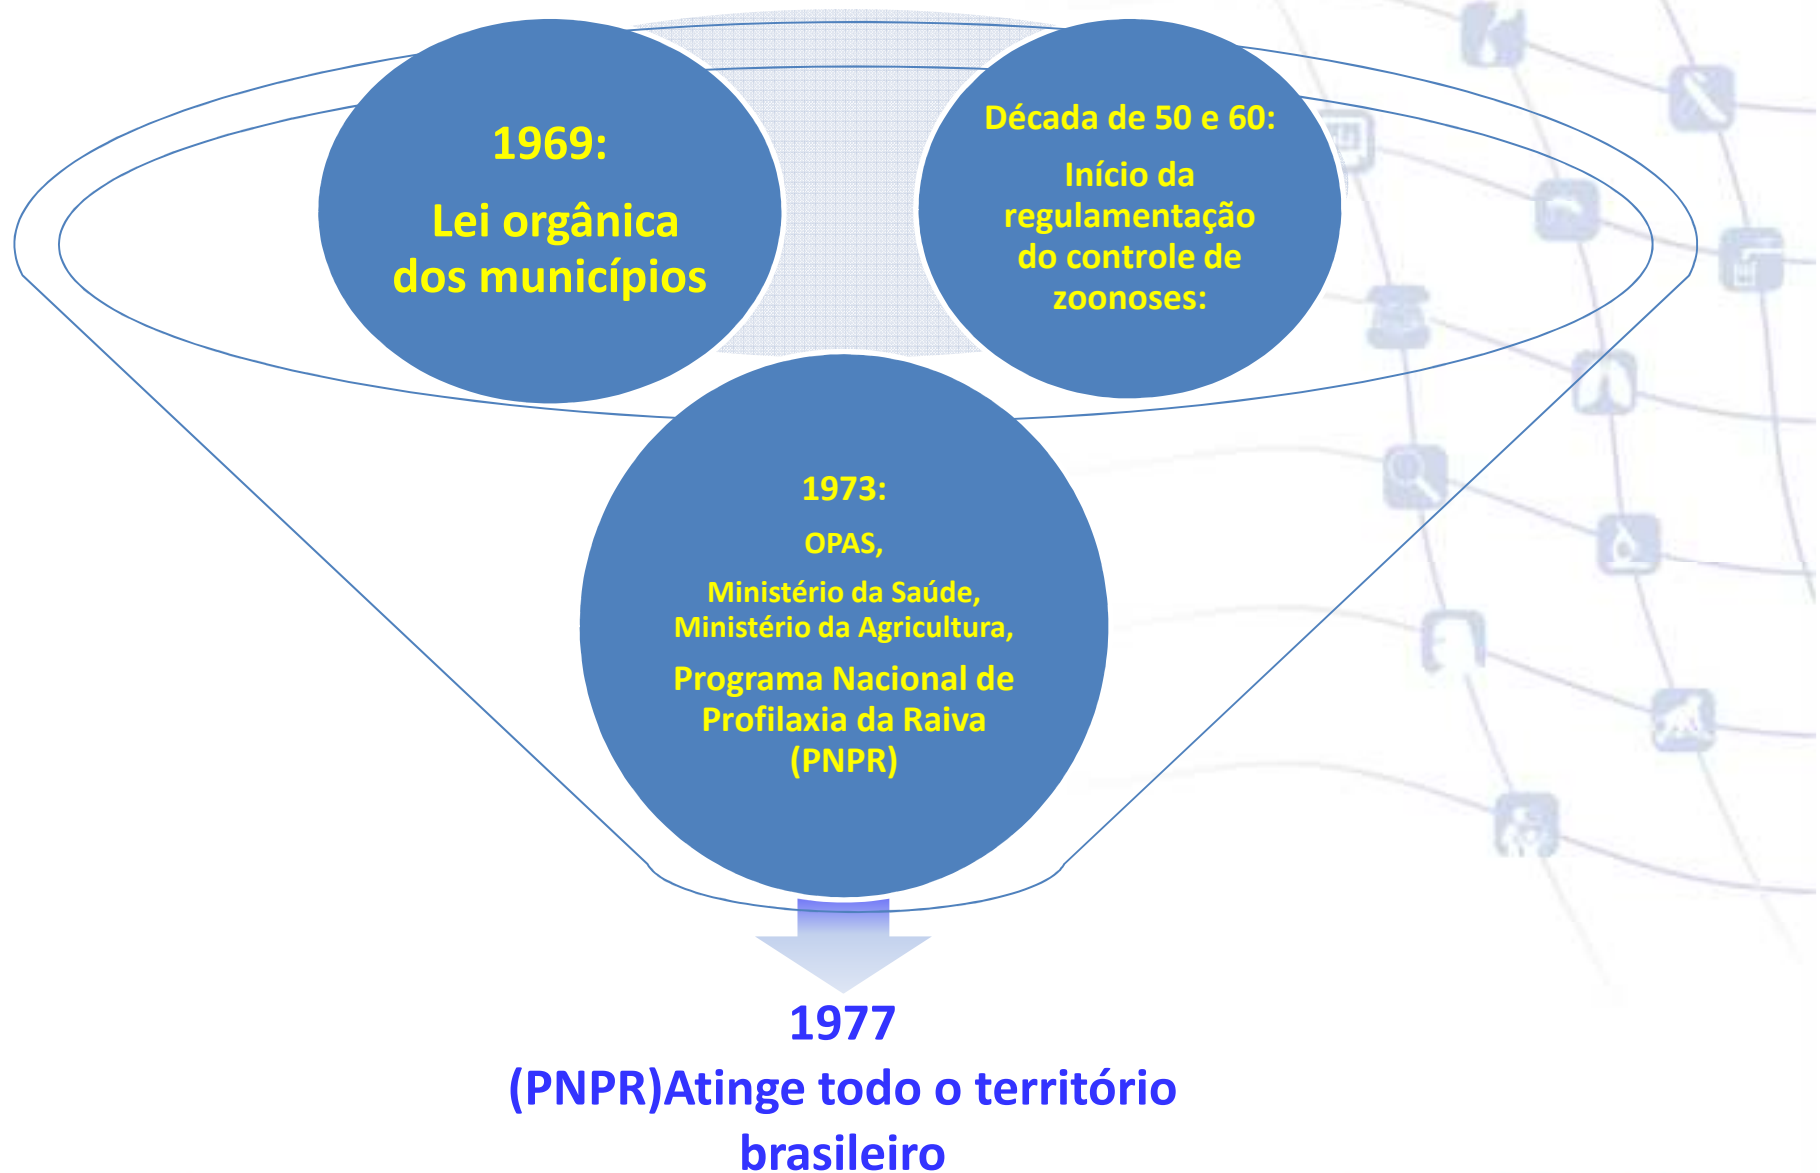 1969:
Lei orgânica
dos municípios
Década de 50 e 60:
Início da
regulamentação
do controle de
zoonoses:
1973:
OPAS,
Ministério da Saúde,
Ministério da Agricultura,
Programa Nacional de
Profilaxia da Raiva
(PNPR)
1977
(PNPR)Atinge todo o território
brasileiro